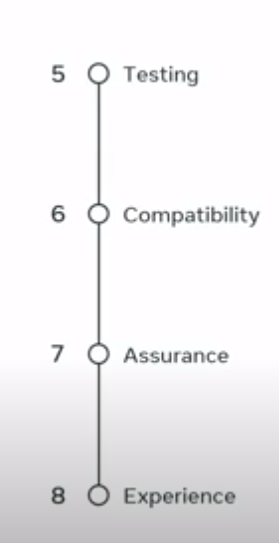 5 Testing
6 Compatibility
7 Assurance
8 Experience